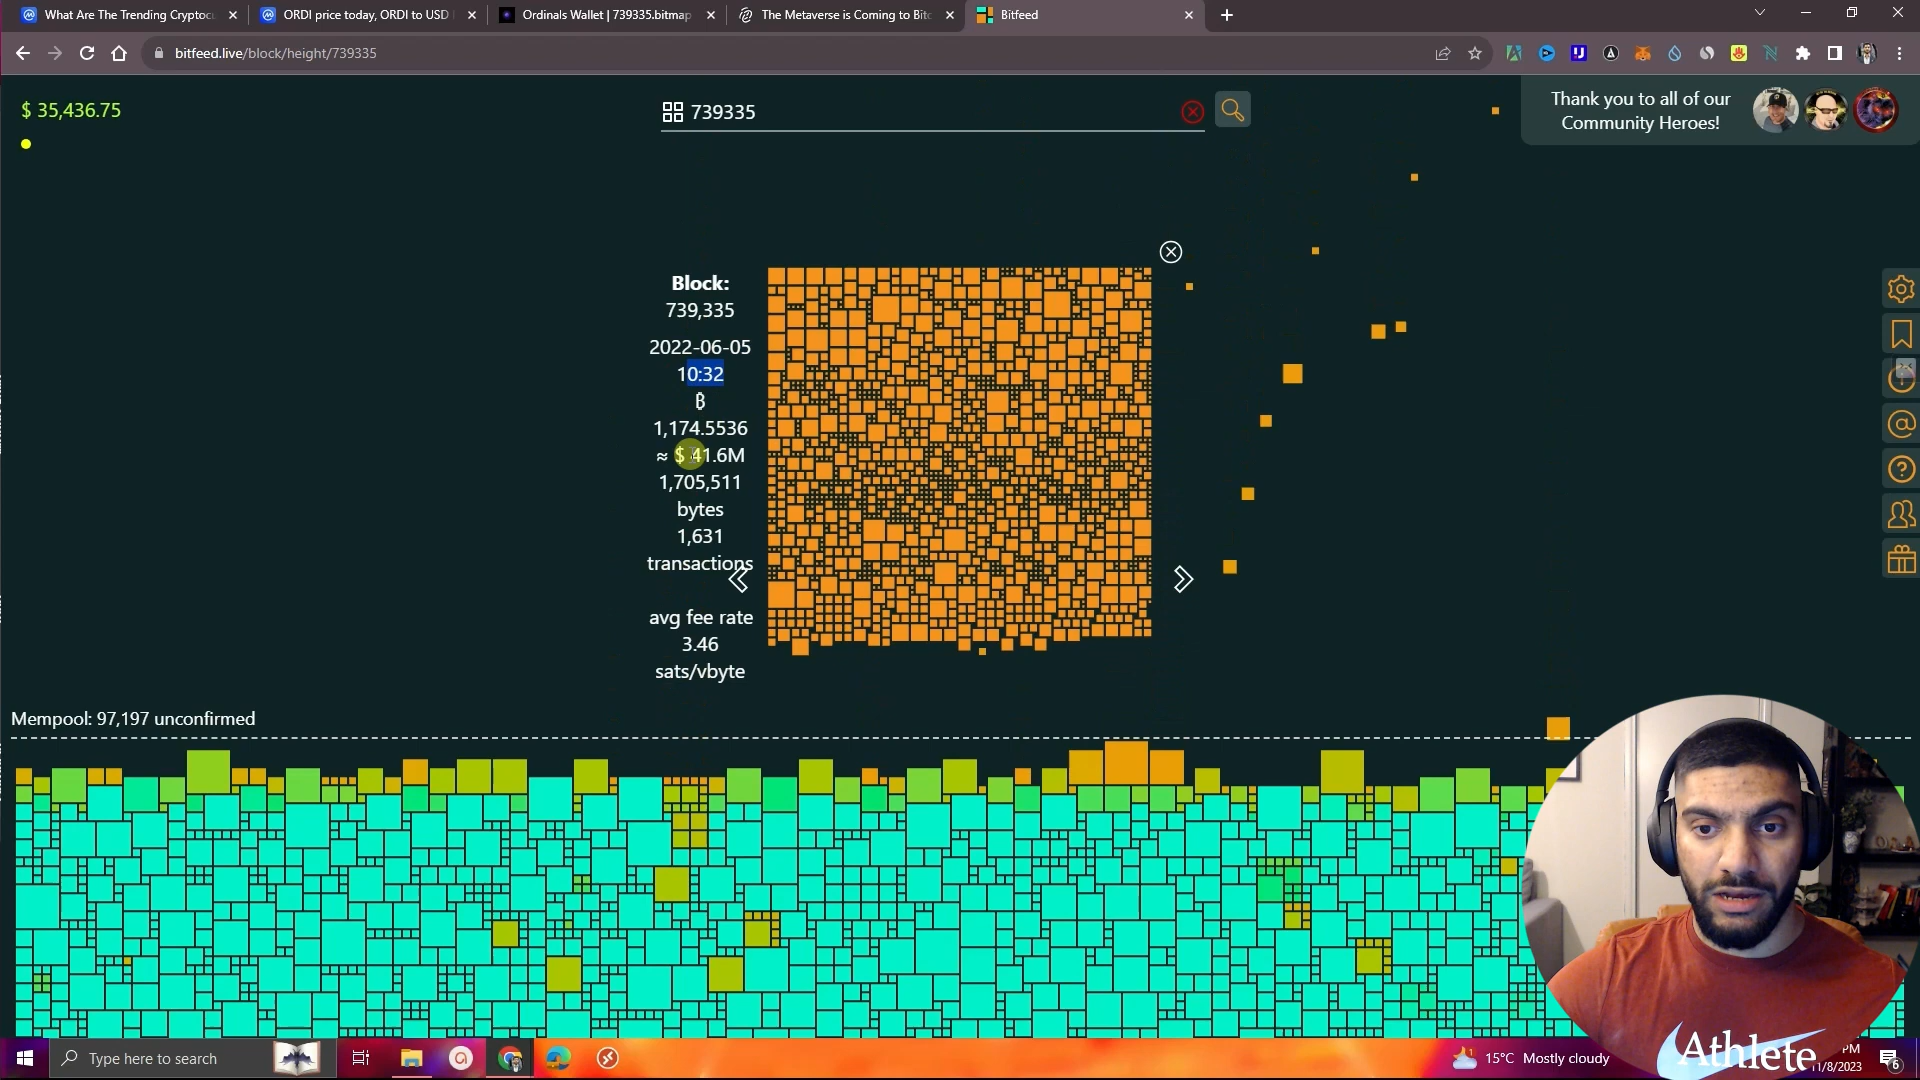 What Are The Trending Cryptocu
ORDI price today, ORDI to USD
Ordinals Wallet | 739335.bitmap
The Metaverse is Coming to Bitc
Bitfeed
bitfeed.live/block/height/739335
$ 35,436.75
739335
Thank you to all of our
Community Heroes!
Block:
739,335
2022-06-05
10:32
₿
1,174.5536
≈ $ 41.6M
1,705,511
bytes
1,631
transactions
avg fee rate
3.46
sats/vbyte
Mempool: 97,197 unconfirmed
Athlete
Type here to search
15°C Mostly cloudy
PM
11/8/2023
6